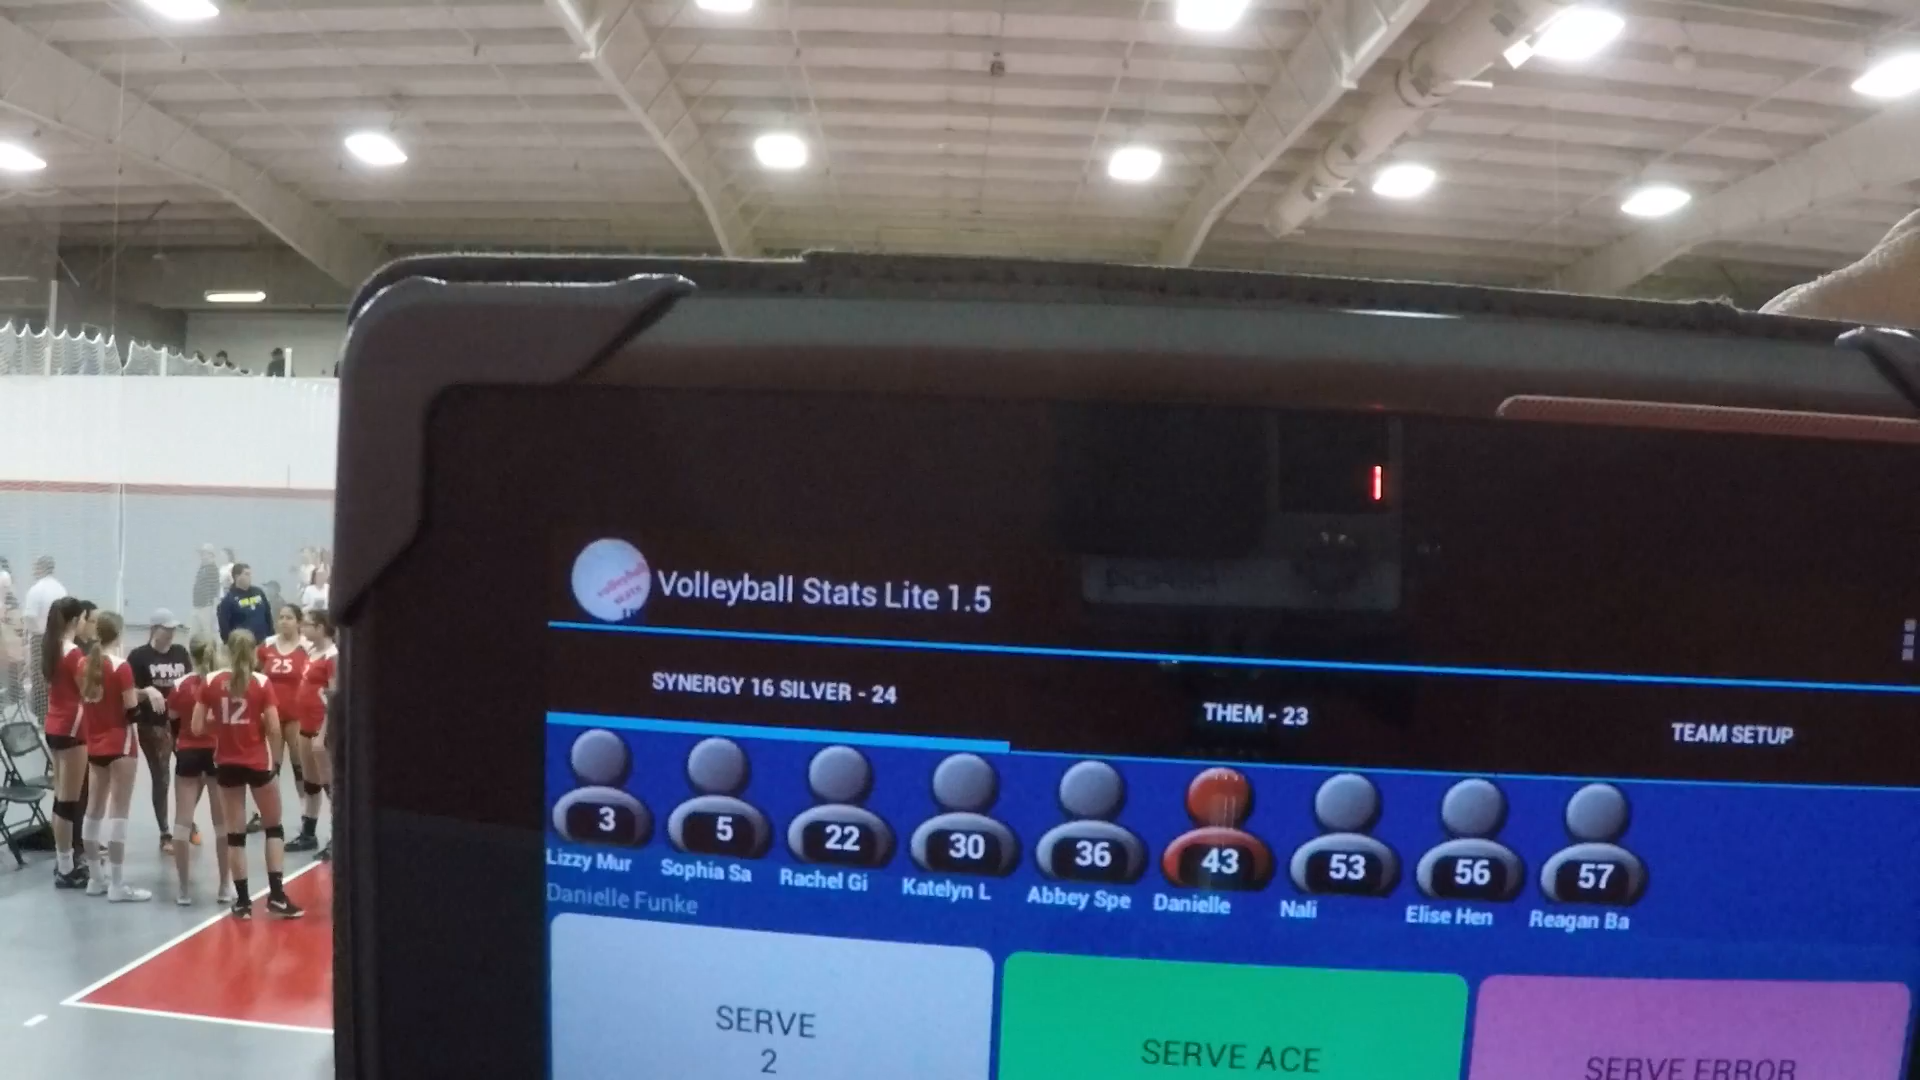 Volleyball Stats Lite 1.5
SYNERGY 16 SILVER - 24
THEM - 23
TEAM SETUP
3
5
22
30
36
43
53
56
57
Lizzy Mur
Sophia Sa
Rachel Gi
Katelyn L
Abbey Spe
Danielle
Nali
Elise Hen
Reagan Ba
Danielle Funke
SERVE
2
SERVE ACE
SERVE ERROR
25
12